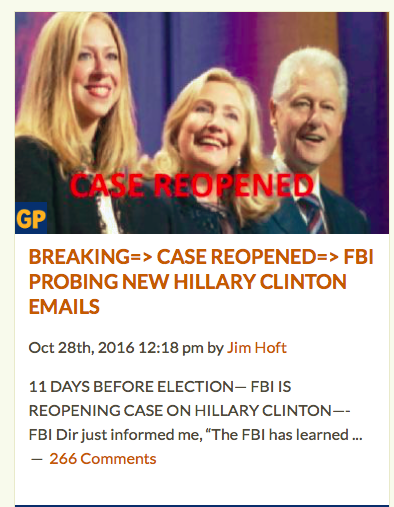 CASE REOPENED
GP
BREAKING=> CASE REOPENED=> FBI
PROBING NEW HILLARY CLINTON
EMAILS
Oct 28th, 2016 12:18 pm by Jim Hoft
11 DAYS BEFORE ELECTION— FBI IS
REOPENING CASE ON HILLARY CLINTON—-
FBI Dir just informed me, “The FBI has learned ...
— 266 Comments